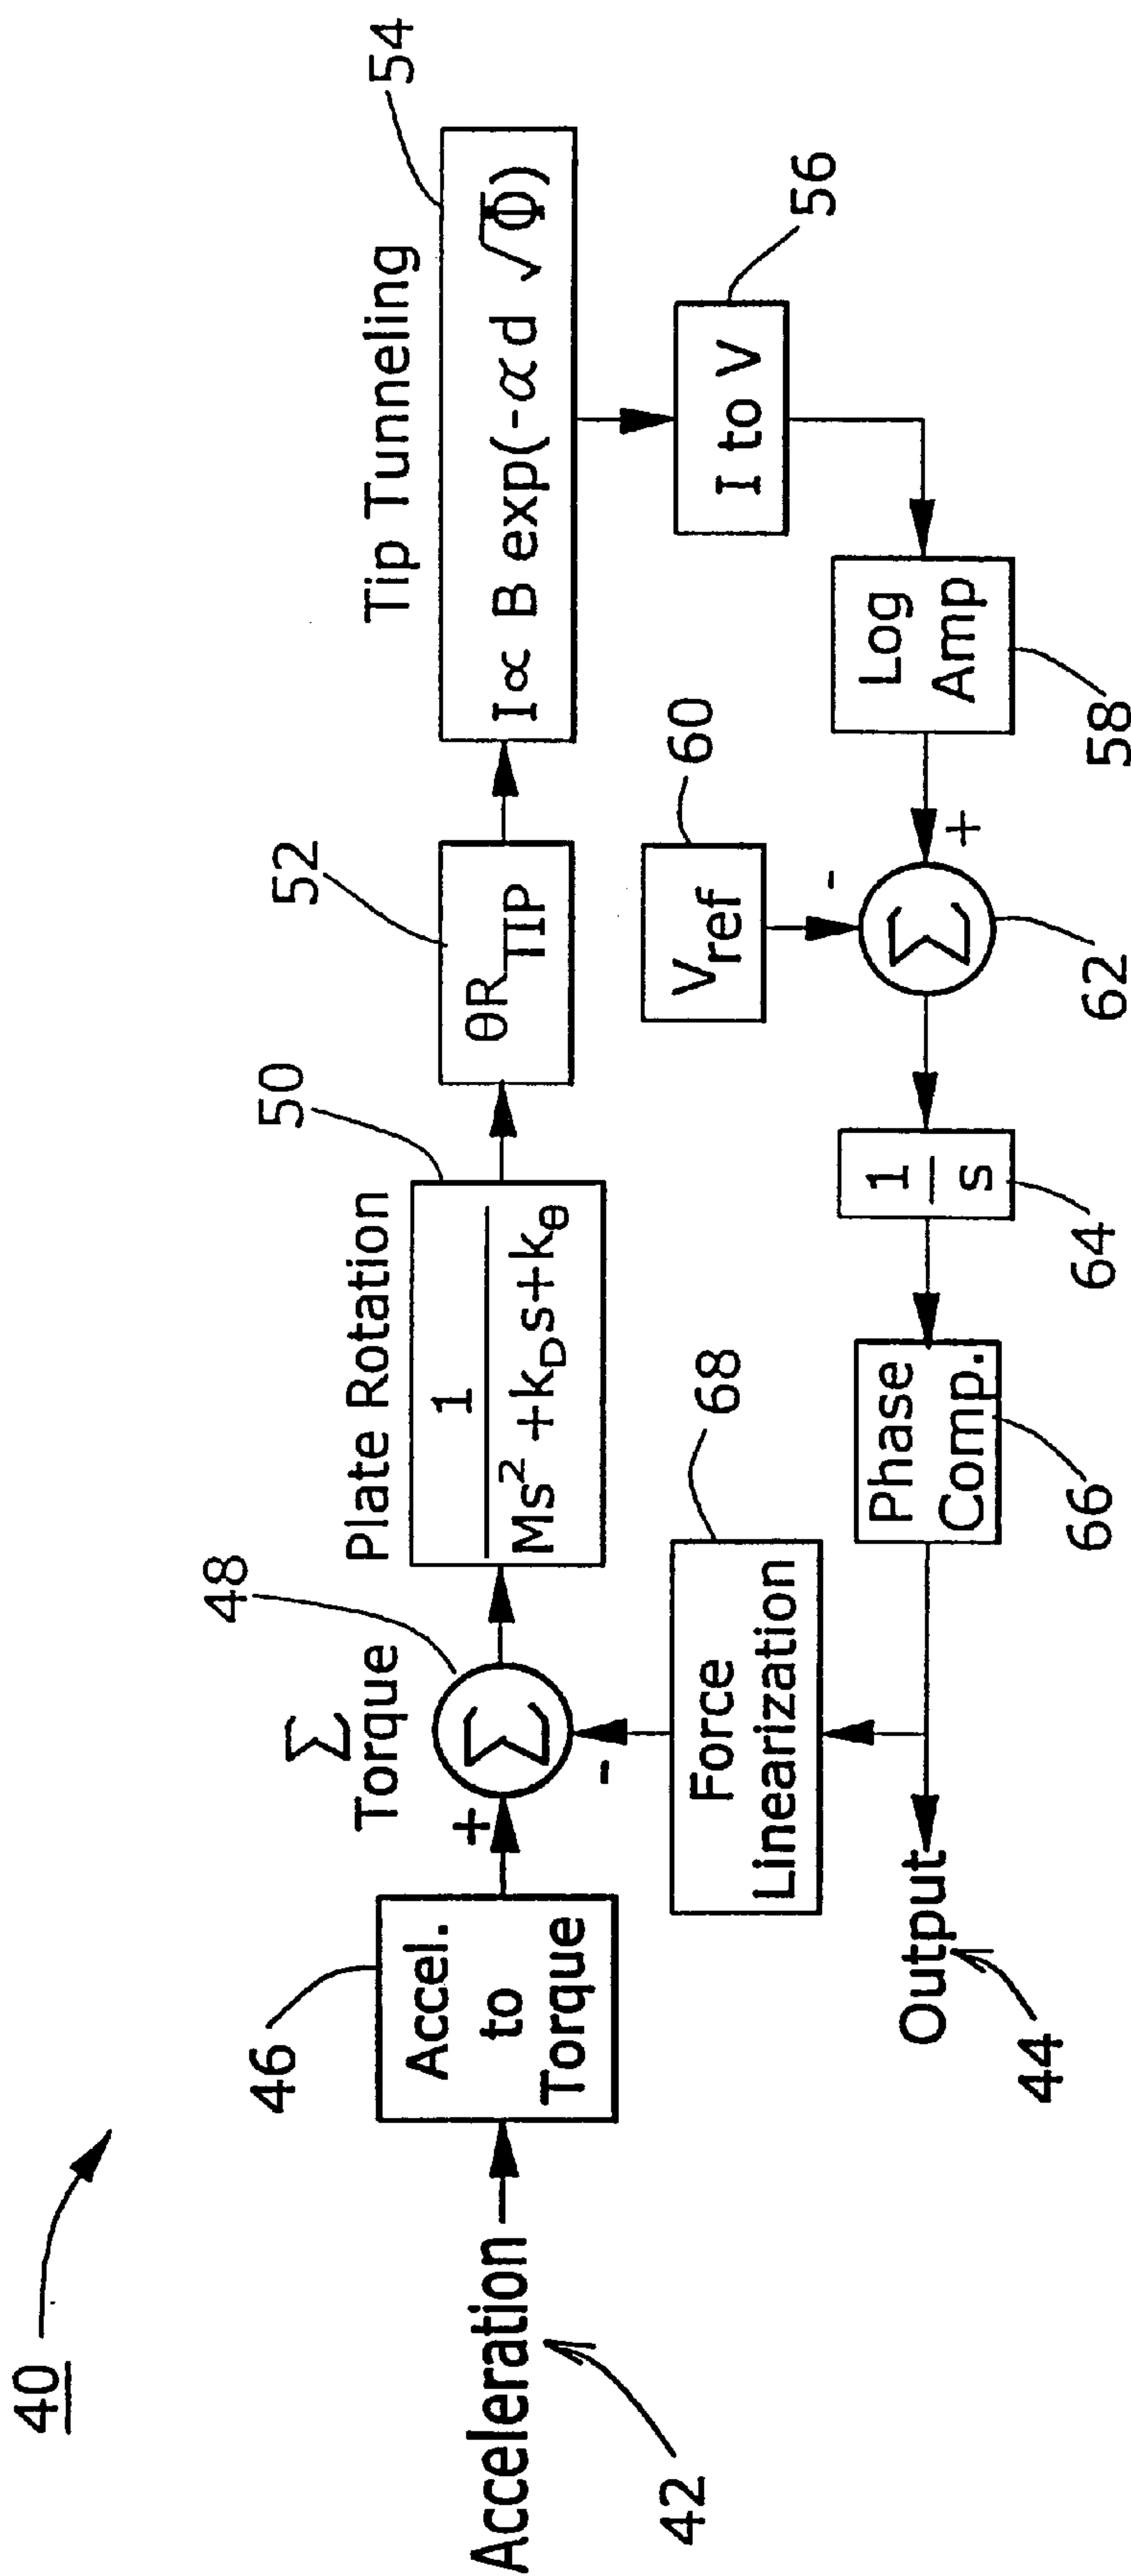 40
Acceleration
42
46
Accel.
to
Torque
Σ
Torque
48
+
Σ
-
Plate Rotation
50
1
Ms² + k_D s + k_θ
52
θR_TIP
Tip Tunneling
54
I ∝ B exp(-α d √Φ)
56
I to V
Log
Amp
58
60
V_ref
-
+
Σ
62
1
s
64
Phase
Comp.
66
68
Force
Linearization
Output
44